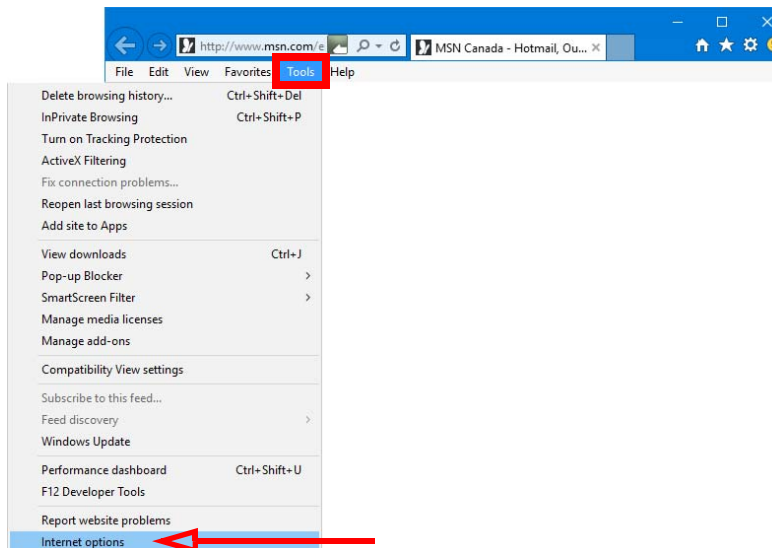 http://www.msn.com/e MSN Canada - Hotmail, Ou...
File Edit View Favorites Tools Help
Delete browsing history... Ctrl+Shift+Del
InPrivate Browsing Ctrl+Shift+P
Turn on Tracking Protection
ActiveX Filtering
Fix connection problems...
Reopen last browsing session
Add site to Apps
View downloads Ctrl+J
Pop-up Blocker
SmartScreen Filter
Manage media licenses
Manage add-ons
Compatibility View settings
Subscribe to this feed...
Feed discovery
Windows Update
Performance dashboard Ctrl+Shift+U
F12 Developer Tools
Report website problems
Internet options